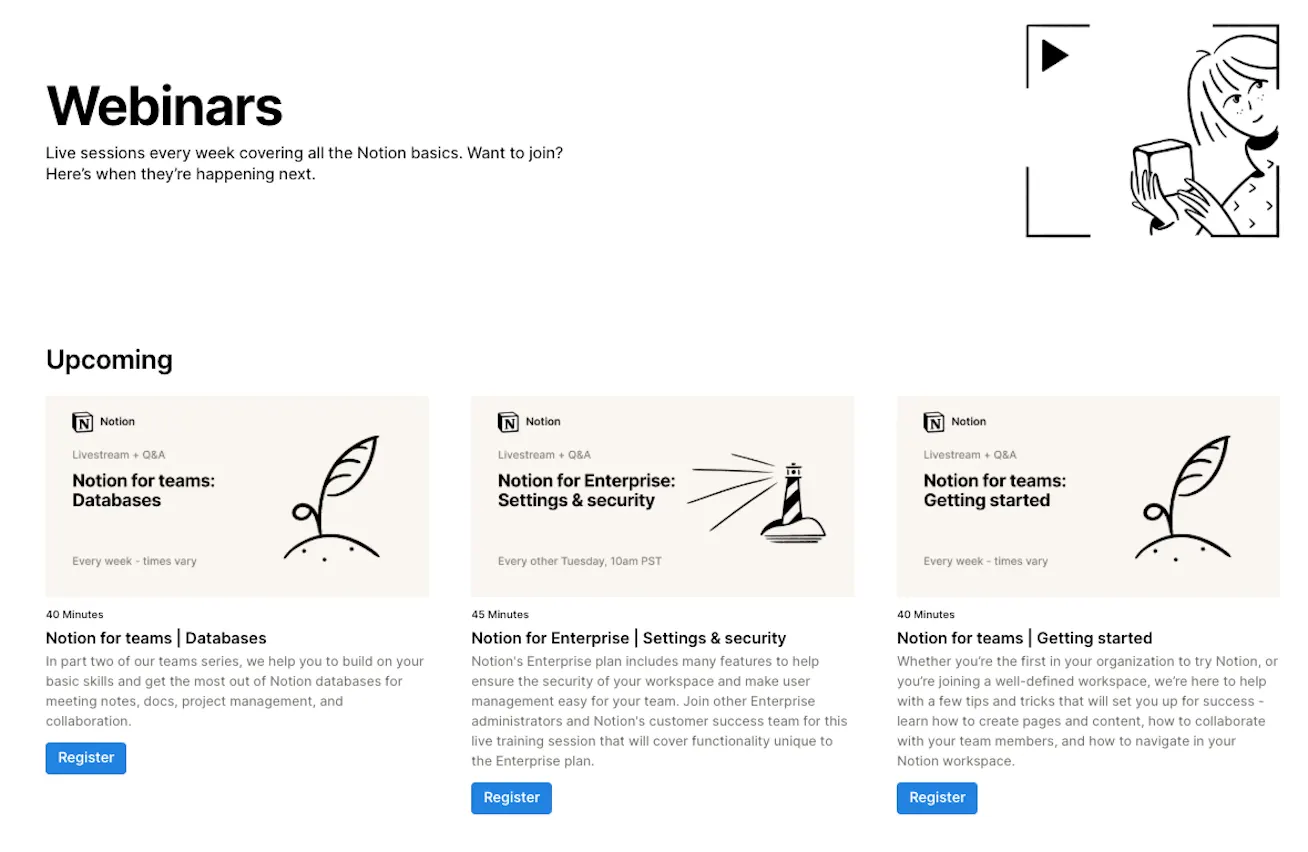 Webinars
Live sessions every week covering all the Notion basics. Want to join?
Here's when they're happening next.
Upcoming
Notion
Livestream + Q&A
Notion for teams:
Databases
Every week - times vary
40 Minutes
Notion for teams | Databases
In part two of our teams series, we help you to build on your
basic skills and get the most out of Notion databases for
meeting notes, docs, project management, and
collaboration.
Register
Notion
Livestream + Q&A
Notion for Enterprise:
Settings & security
Every other Tuesday, 10am PST
45 Minutes
Notion for Enterprise | Settings & security
Notion's Enterprise plan includes many features to help
ensure the security of your workspace and make user
management easy for your team. Join other Enterprise
administrators and Notion's customer success team for this
live training session that will cover functionality unique to
the Enterprise plan.
Register
Notion
Livestream + Q&A
Notion for teams:
Getting started
Every week - times vary
40 Minutes
Notion for teams | Getting started
Whether you're the first in your organization to try Notion, or
you're joining a well-defined workspace, we're here to help
with a few tips and tricks that will set you up for success -
learn how to create pages and content, how to collaborate
with your team members, and how to navigate in your
Notion workspace.
Register